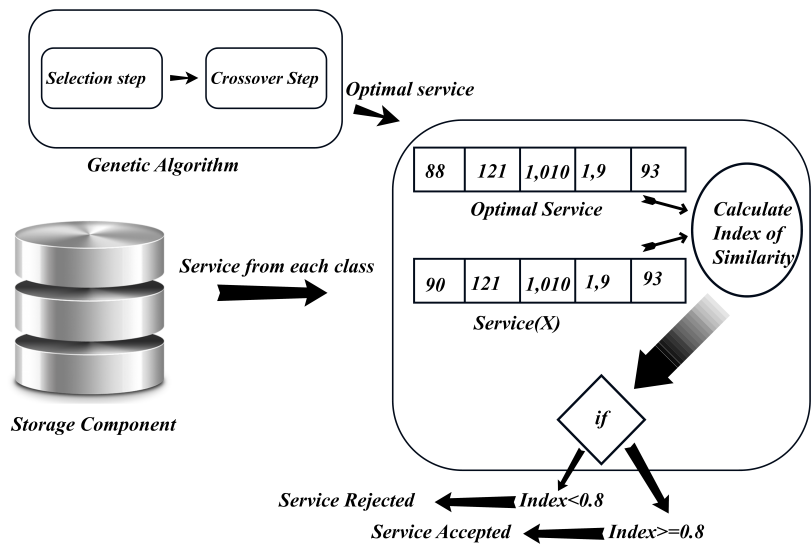 Selection step
Crossover Step
Optimal service
Genetic Algorithm
88 121 1,010 1,9 93
Optimal Service
Calculate
Index of
Similarity
Service from each class
90 121 1,010 1,9 93
Service(X)
Storage Component
if
Service Rejected
Index<0.8
Service Accepted
Index>=0.8